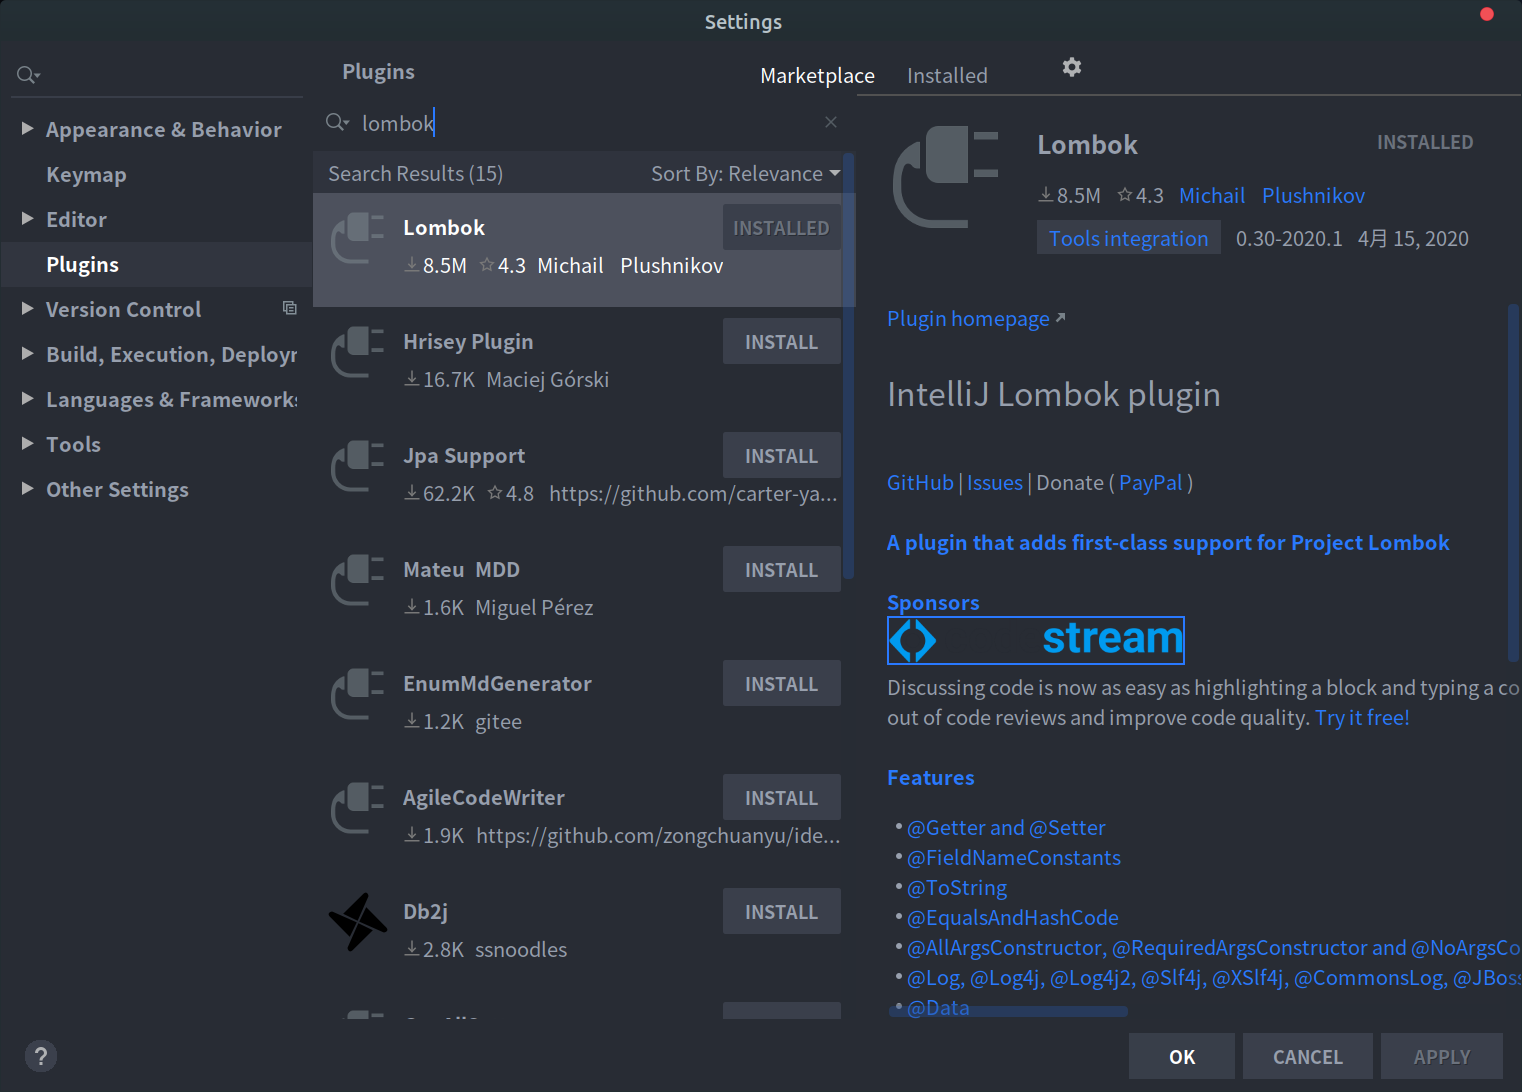 Settings
Appearance & Behavior
Keymap
Editor
Plugins
Version Control
Build, Execution, Deployr
Languages & Frameworks
Tools
Other Settings
?
Plugins
Marketplace Installed
lombok
Search Results (15) Sort By: Relevance
Lombok INSTALLED
8.5M 4.3 Michail Plushnikov
Hrisey Plugin INSTALL
16.7K Maciej Górski
Jpa Support INSTALL
62.2K 4.8 https://github.com/carter-ya...
Mateu MDD INSTALL
1.6K Miguel Pérez
EnumMdGenerator INSTALL
1.2K gitee
AgileCodeWriter INSTALL
1.9K https://github.com/zongchuanyu/ide...
Db2j INSTALL
2.8K ssnoodles
Lombok INSTALLED
8.5M 4.3 Michail Plushnikov
Tools integration 0.30-2020.1 4月 15, 2020
Plugin homepage
IntelliJ Lombok plugin
GitHub | Issues | Donate ( PayPal )
A plugin that adds first-class support for Project Lombok
Sponsors
stream
Discussing code is now as easy as highlighting a block and typing a co
out of code reviews and improve code quality. Try it free!
Features
•@Getter and @Setter
•@FieldNameConstants
•@ToString
•@EqualsAndHashCode
•@AllArgsConstructor, @RequiredArgsConstructor and @NoArgsCo
•@Log, @Log4j, @Log4j2, @Slf4j, @XSlf4j, @CommonsLog, @JBos
•@Data
OK CANCEL APPLY